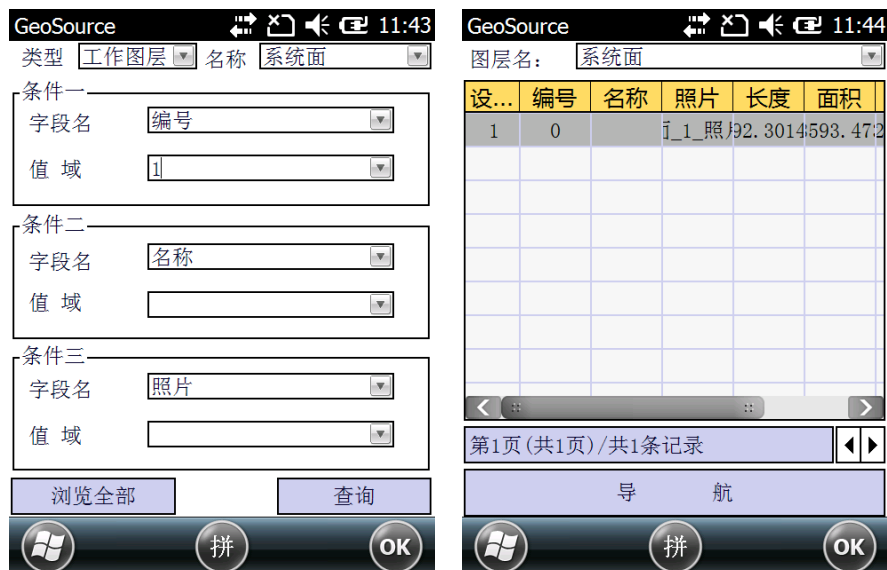 GeoSource 11:43
类型 工作图层 名称 系统面
条件一
字段名 编号
值 域 1
条件二
字段名 名称
值 域
条件三
字段名 照片
值 域
浏览全部 查询
拼 OK
GeoSource 11:44
图层名： 系统面
设... 编号 名称 照片 长度 面积
1 0 _1_照 92.3014 593.47
第1页(共1页)/共1条记录
导 航
拼 OK